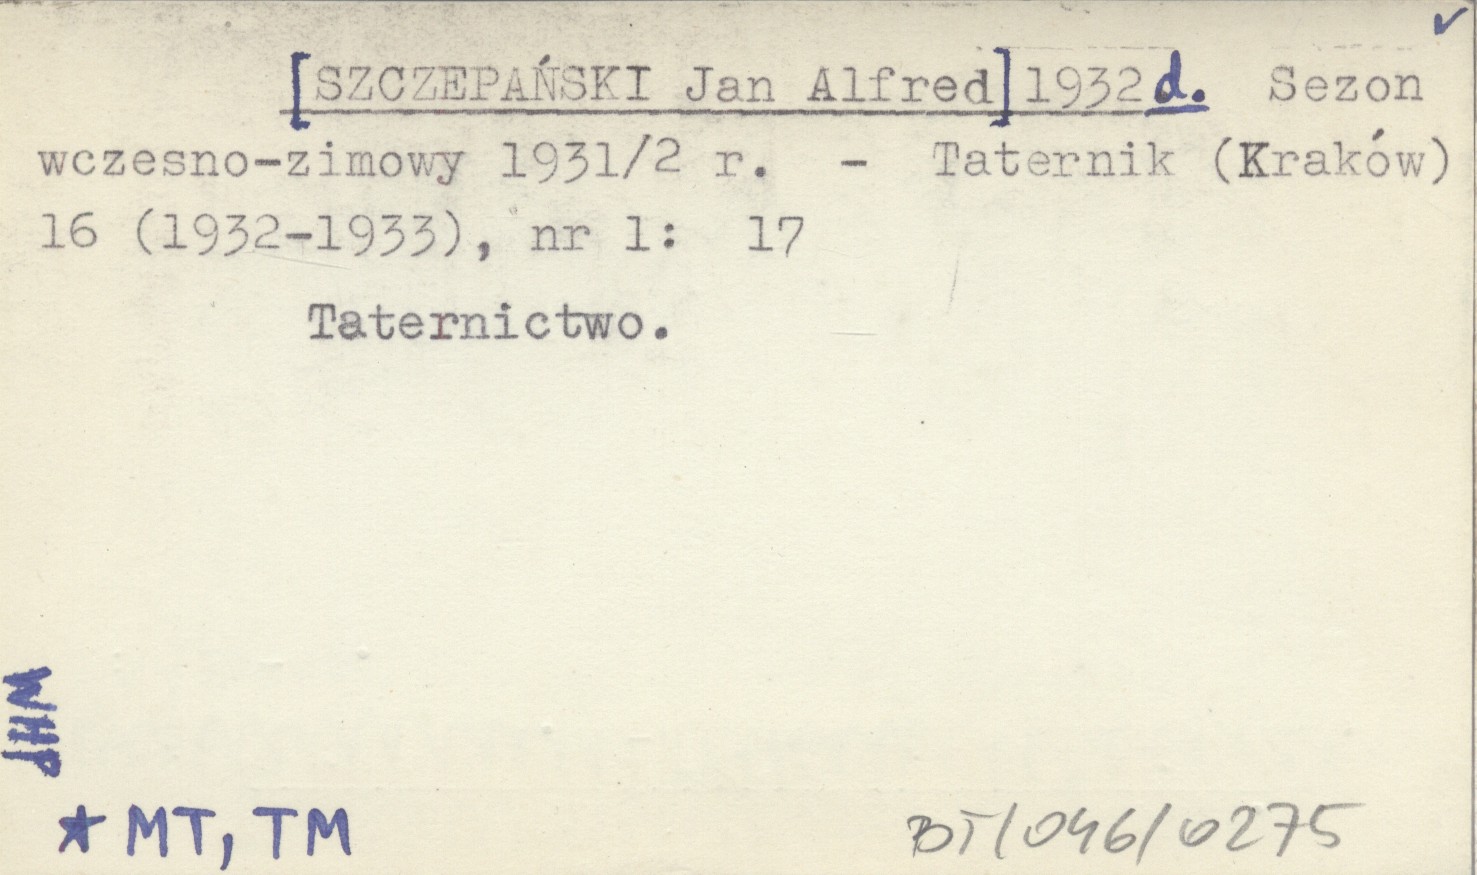 [SZCZEPAŃSKI Jan Alfred] 1932 d. Sezon
wczesno-zimowy 1931/2 r. - Taternik (Kraków)
16 (1932-1933), nr 1: 17
Taternictwo.
WHP
★ MT, TM
BT/046/0275